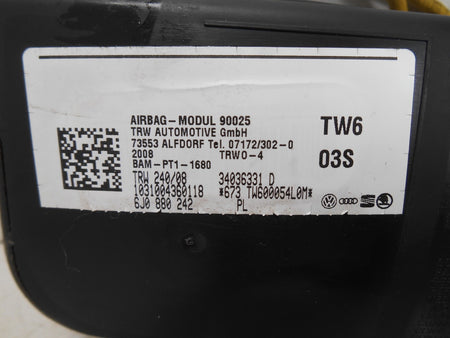 AIRBAG-MODUL 90025
TRW AUTOMOTIVE GmbH
73553 ALFDORF Tel. 07172/302-0
2008 TRWO-4
BAM-PT1-1680
TW6
03S
TRW 240/08 34036331 D
1031004360118 *673 TW600054L0M*
6J0 880 242 PL